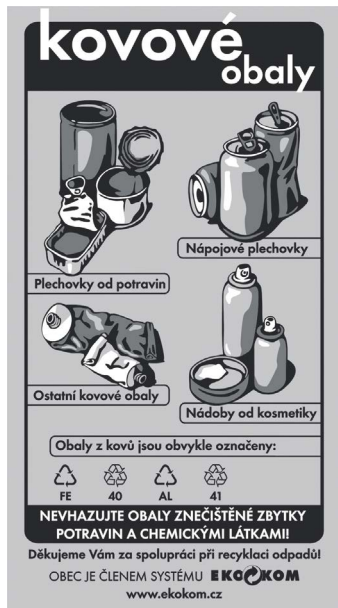 kovové
obaly
Plechovky od potravin
Nápojové plechovky
Ostatní kovové obaly
Nádoby od kosmetiky
Obaly z kovů jsou obvykle označeny:
FE 40 AL 41
NEVHAZUJTE OBALY ZNEČIŠTĚNÉ ZBYTKY
POTRAVIN A CHEMICKÝMI LÁTKAMI!
Děkujeme Vám za spolupráci při recyklaci odpadů!
OBEC JE ČLENEM SYSTÉMU EKO KOM
www.ekokom.cz